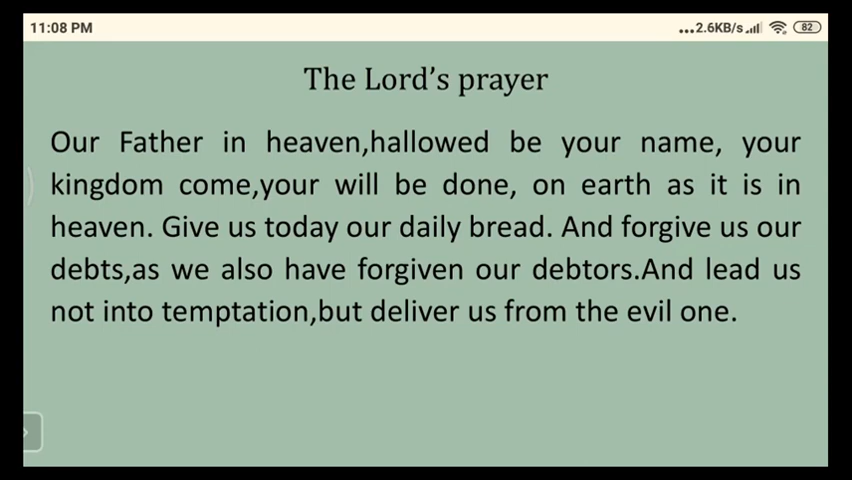 11:08 PM ...2.6KB/s 82
The Lord’s prayer
Our Father in heaven,hallowed be your name, your
kingdom come,your will be done, on earth as it is in
heaven. Give us today our daily bread. And forgive us our
debts,as we also have forgiven our debtors.And lead us
not into temptation,but deliver us from the evil one.